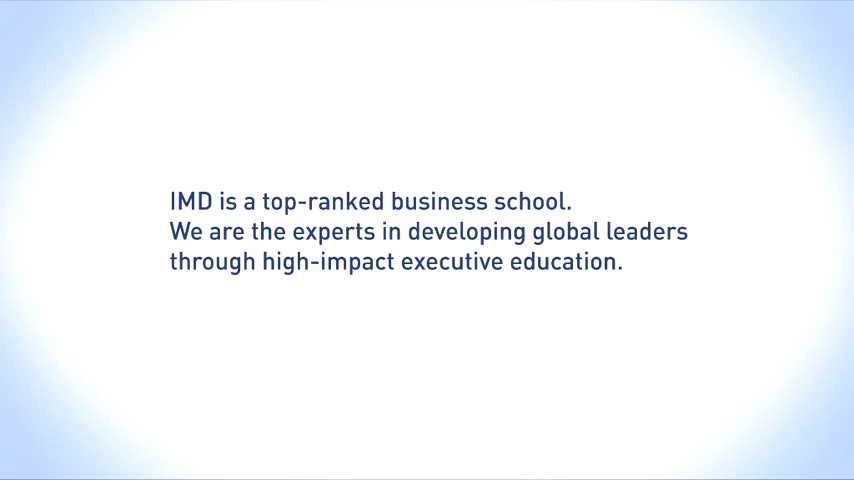 IMD is a top-ranked business school.
We are the experts in developing global leaders
through high-impact executive education.